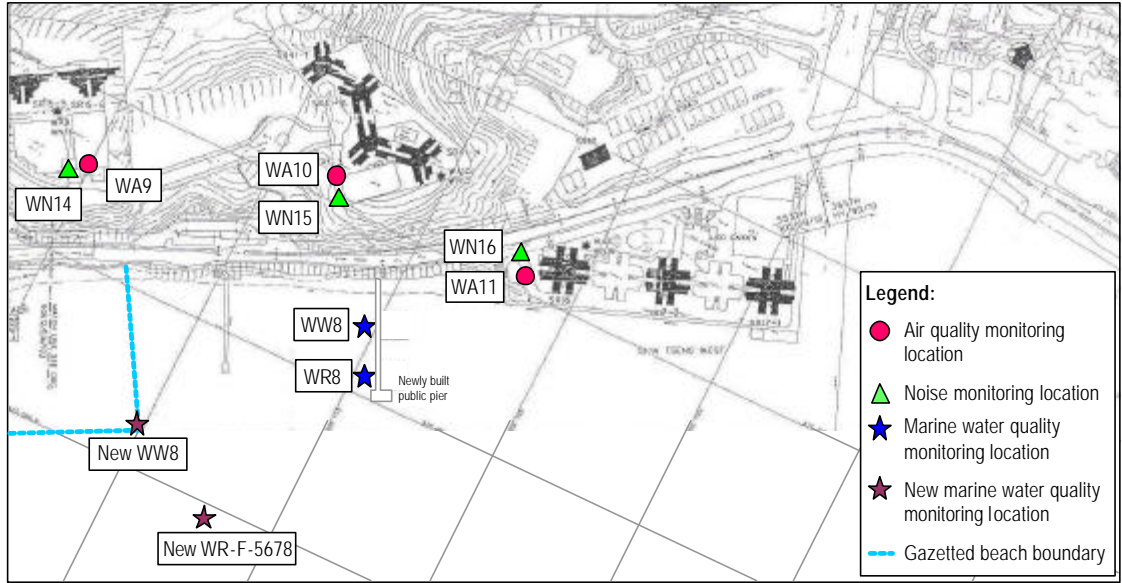 WA9
WN14
WA10
WN15
WN16
WA11
WW8
WR8
Newly built
public pier
New WW8
New WR-F-5678
Legend:
Air quality monitoring
location
Noise monitoring location
Marine water quality
monitoring location
New marine water quality
monitoring location
Gazetted beach boundary